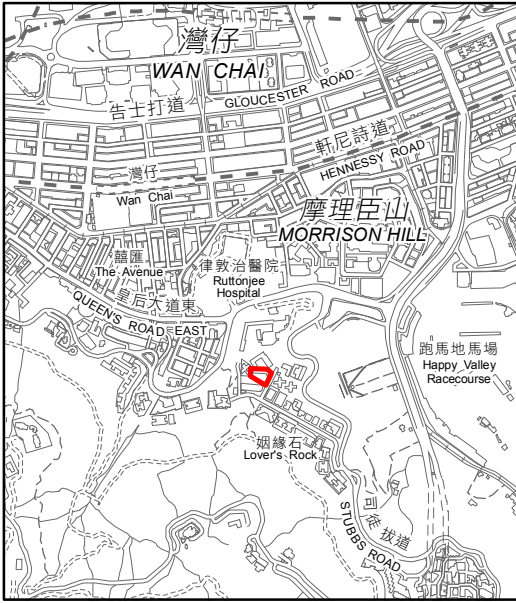 灣仔
WAN CHAI
告士打道
GLOUCESTER ROAD
軒尼詩道
HENNESSY ROAD
灣仔
Wan Chai
摩理臣山
MORRISON HILL
囍匯
The Avenue
律敦治醫院
Ruttonjee
Hospital
皇后大道東
QUEEN'S ROAD EAST
跑馬地馬場
Happy Valley
Racecourse
姻緣石
Lover's Rock
司徒拔道
STUBBS ROAD